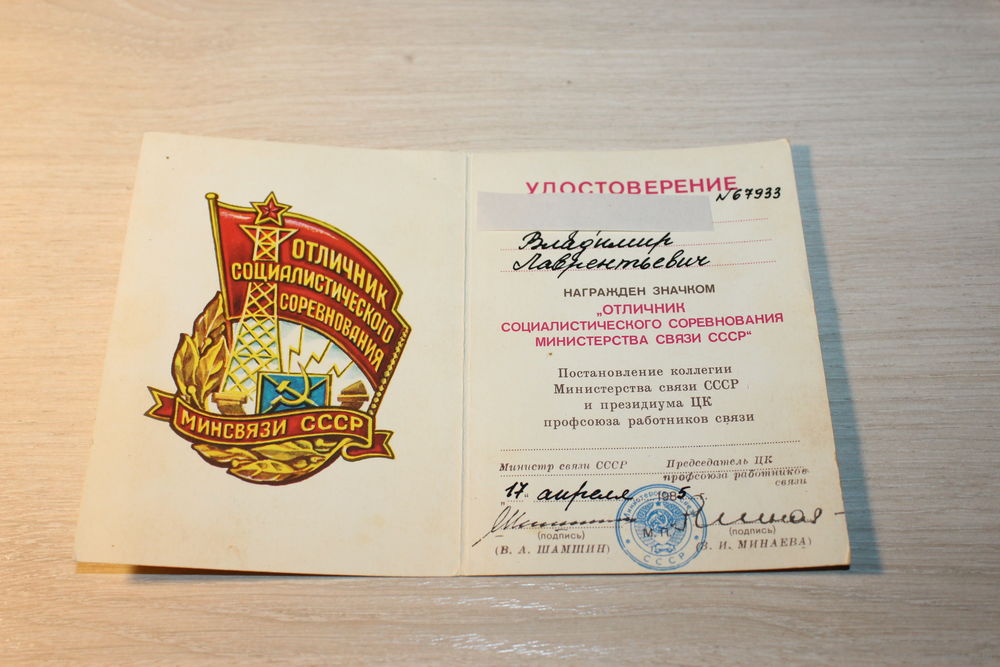 ОТЛИЧНИК
СОЦИАЛИСТИЧЕСКОГО
СОРЕВНОВАНИЯ
МИНСВЯЗИ СССР
УДОСТОВЕРЕНИЕ
№67933
Владимир
Лаврентьевич
НАГРАЖДЕН ЗНАЧКОМ
„ОТЛИЧНИК
СОЦИАЛИСТИЧЕСКОГО СОРЕВНОВАНИЯ
МИНИСТЕРСТВА СВЯЗИ СССР“
Постановление коллегии
Министерства связи СССР
и президиума ЦК
профсоюза работников связи
Министр связи СССР
Председатель ЦК
профсоюза работников
связи
„17“ апреля 1985 г.
(подпись)
М. П.
(подпись)
(В. А. ШАМШИН)
(В. И. МИНАЕВА)
СССР